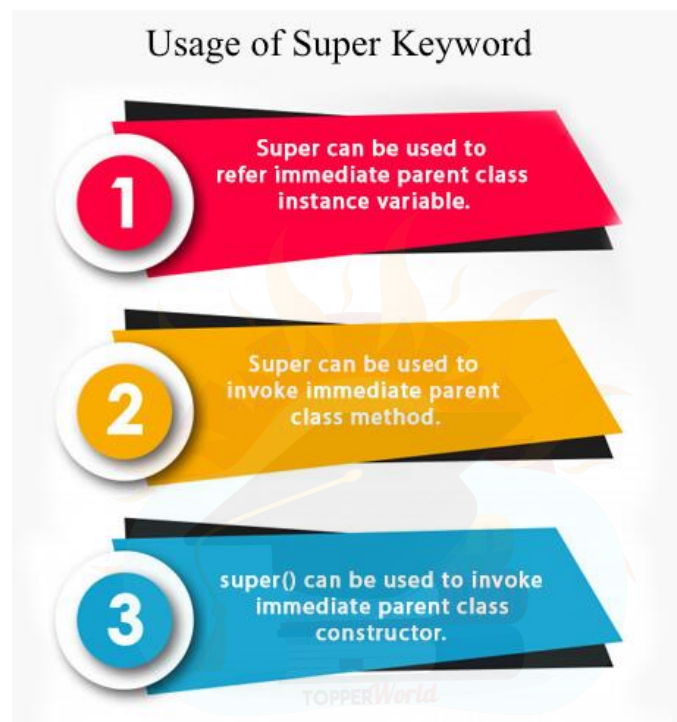 Usage of Super Keyword
1
Super can be used to
refer immediate parent class
instance variable.
2
Super can be used to
invoke immediate parent
class method.
3
super() can be used to invoke
immediate parent class
constructor.
TOPPERWorld